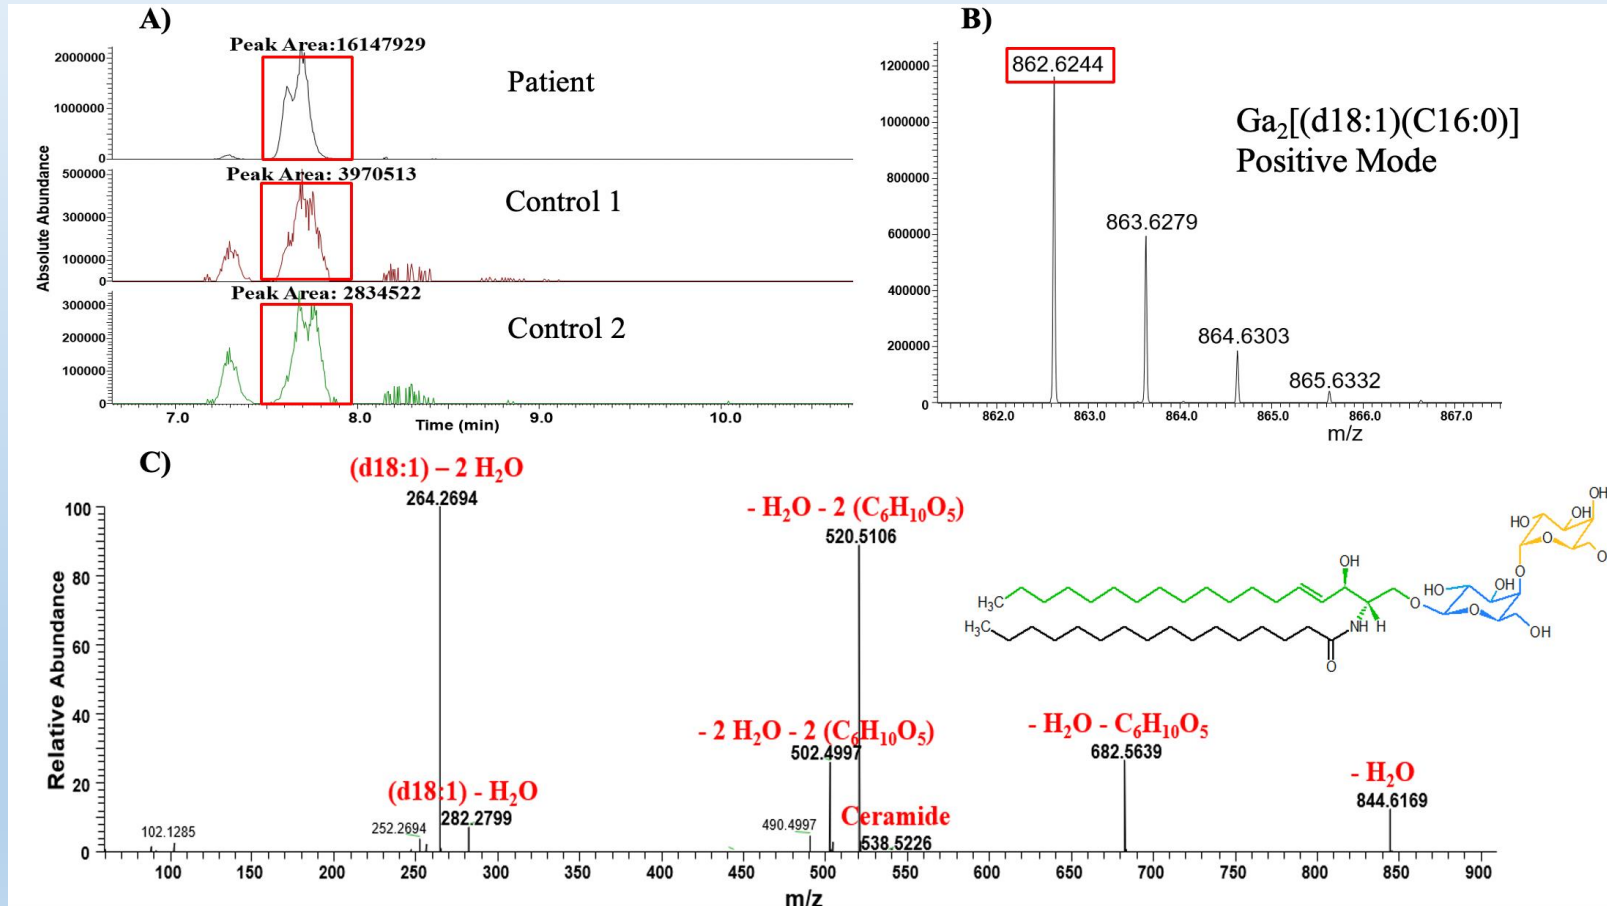 A)
Peak Area:16147929
2000000
1000000
0
Patient
Peak Area: 3970513
500000
300000
100000
0
Control 1
Peak Area: 2834522
300000
200000
100000
0
Control 2
Absolute Abundance
7.0 8.0 9.0 10.0
Time (min)
B)
862.6244
1200000
1000000
800000
600000
400000
200000
0
Ga₂[(d18:1)(C16:0)]
Positive Mode
863.6279
864.6303
865.6332
862.0 863.0 864.0 865.0 866.0 867.0
m/z
C)
(d18:1) – 2 H₂O
264.2694
- H₂O - 2 (C₆H₁₀O₅)
520.5106
- 2 H₂O - 2 (C₆H₁₀O₅)
502.4997
- H₂O - C₆H₁₀O₅
682.5639
- H₂O
844.6169
(d18:1) - H₂O
282.2799
Ceramide
538.5226
102.1285
252.2694
490.4997
Relative Abundance
100
80
60
40
20
0
100 150 200 250 300 350 400 450 500 550 600 650 700 750 800 850 900
m/z
OH
HO
OH
O
O
O
OH
HO
OH
H₃C
O
O
OH
H₃C
NH
H
O